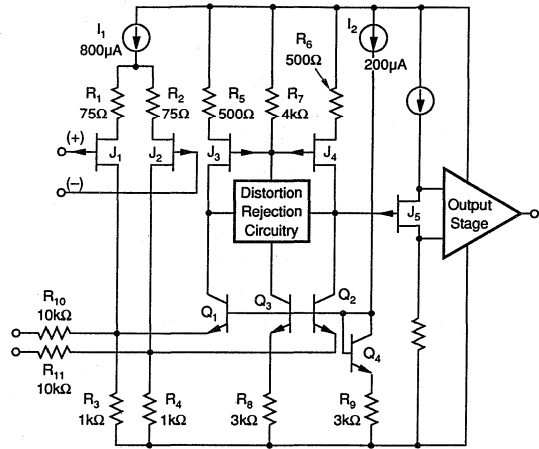 I1
800μA
I2
200μA
R6
500Ω
R1
75Ω
R2
75Ω
R5
500Ω
R7
4kΩ
(+)
J1
J2
J3
J4
(−)
Distortion
Rejection
Circuitry
J5
Output
Stage
Q1
Q3
Q2
Q4
R10
10kΩ
R11
10kΩ
R3
1kΩ
R4
1kΩ
R8
3kΩ
R9
3kΩ